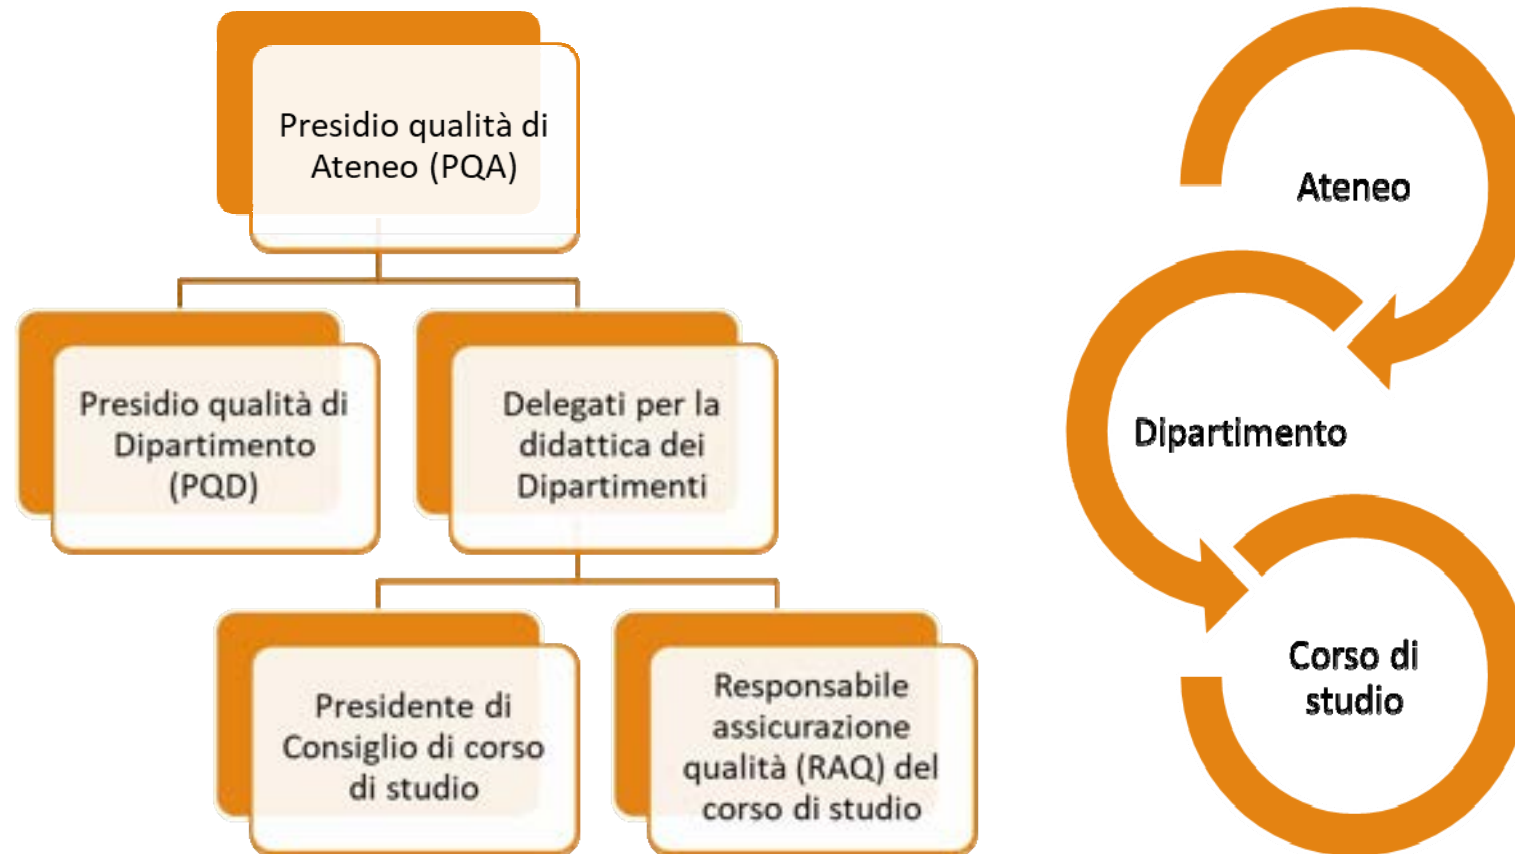 Presidio qualità di
Ateneo (PQA)
Presidio qualità di
Dipartimento
(PQD)
Delegati per la
didattica dei
Dipartimenti
Presidente di
Consiglio di corso
di studio
Responsabile
assicurazione
qualità (RAQ) del
corso di studio
Ateneo
Dipartimento
Corso di
studio